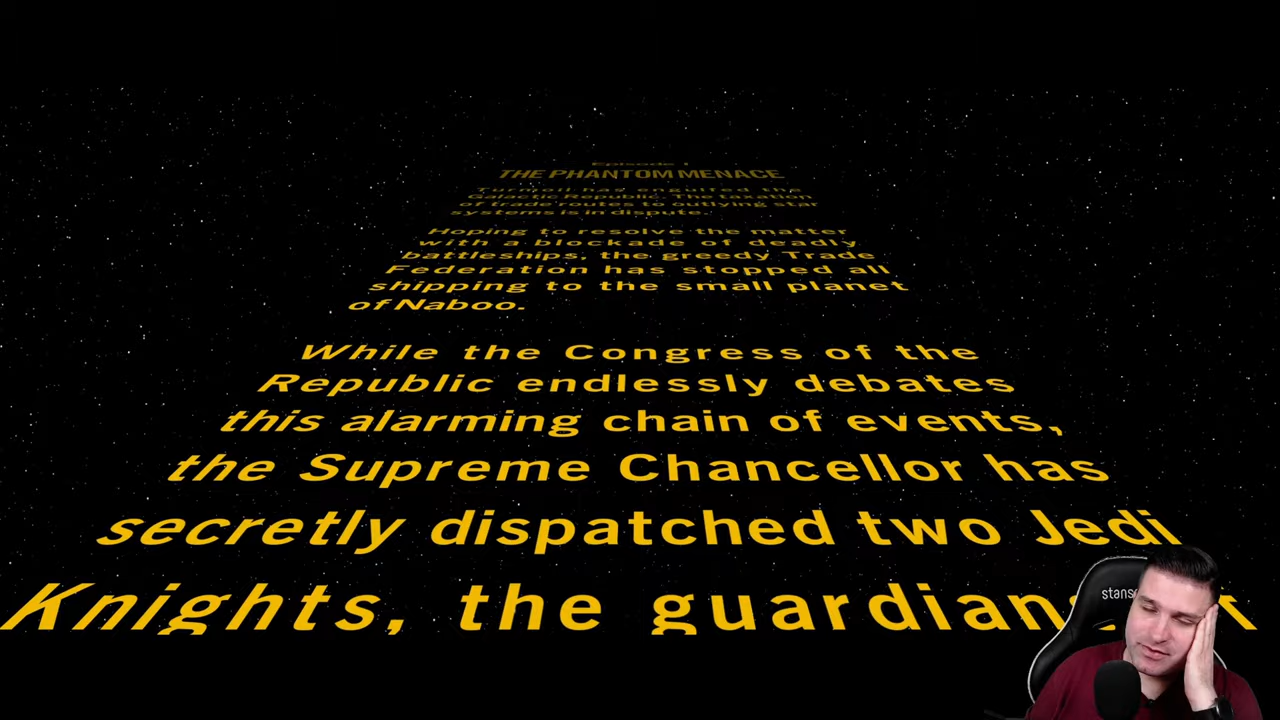 Episode I
THE PHANTOM MENACE
Turmoil has engulfed the
Galactic Republic. The taxation
of trade routes to outlying star
systems is in dispute.
Hoping to resolve the matter
with a blockade of deadly
battleships, the greedy Trade
Federation has stopped all
shipping to the small planet
of Naboo.
While the Congress of the
Republic endlessly debates
this alarming chain of events,
the Supreme Chancellor has
secretly dispatched two Jedi
Knights, the